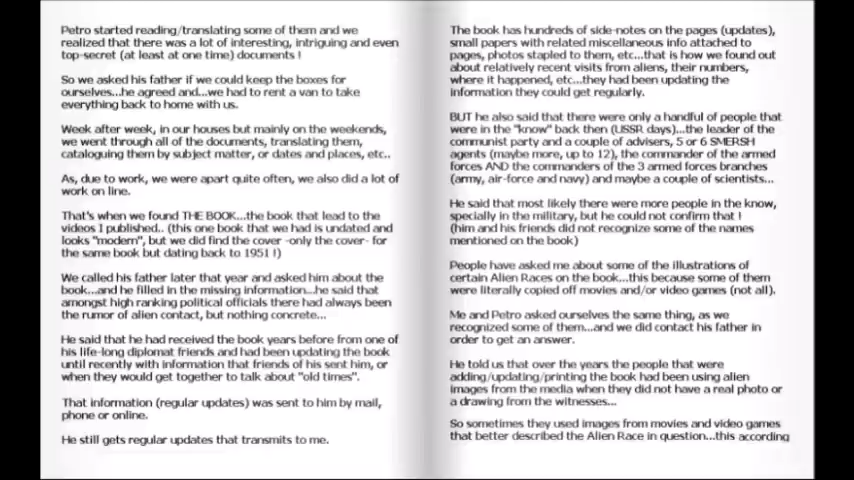 Petro started reading/translating some of them and we
realized that there was a lot of interesting, intriguing and even
top-secret (at least at one time) documents !
So we asked his father if we could keep the boxes for
ourselves...he agreed and...we had to rent a van to take
everything back to home with us.
Week after week, in our houses but mainly on the weekends,
we went through all of the documents, translating them,
cataloguing them by subject matter, or dates and places, etc..
As, due to work, we were apart quite often, we also did a lot of
work on line.
That's when we found THE BOOK...the book that lead to the
videos I published.. (this one book that we had is undated and
looks "modern", but we did find the cover -only the cover- for
the same book but dating back to 1951 !)
We called his father later that year and asked him about the
book...and he filled in the missing information...he said that
amongst high ranking political officials there had always been
the rumor of alien contact, but nothing concrete...
He said that he had received the book years before from one of
his life-long diplomat friends and had been updating the book
until recently with information that friends of his sent him, or
when they would get together to talk about "old times".
That information (regular updates) was sent to him by mail,
phone or online.
He still gets regular updates that transmits to me.
The book has hundreds of side-notes on the pages (updates),
small papers with related miscellaneous info attached to
pages, photos stapled to them, etc...that is how we found out
about relatively recent visits from aliens, their numbers,
where it happened, etc...they had been updating the
information they could get regularly.
BUT he also said that there were only a handful of people that
were in the "know" back then (USSR days)...the leader of the
communist party and a couple of advisers, 5 or 6 SMERSH
agents (maybe more, up to 12), the commander of the armed
forces AND the commanders of the 3 armed forces branches
(army, air-force and navy) and maybe a couple of scientists...
He said that most likely there were more people in the know,
specially in the military, but he could not confirm that !
(him and his friends did not recognize some of the names
mentioned on the book)
People have asked me about some of the illustrations of
certain Alien Races on the book...this because some of them
were literally copied off movies and/or video games (not all).
Me and Petro asked ourselves the same thing, as we
recognized some of them...and we did contact his father in
order to get an answer.
He told us that over the years the people that were
adding/updating/printing the book had been using alien
images from the media when they did not have a real photo or
a drawing from the witnesses...
So sometimes they used images from movies and video games
that better described the Alien Race in question...this according